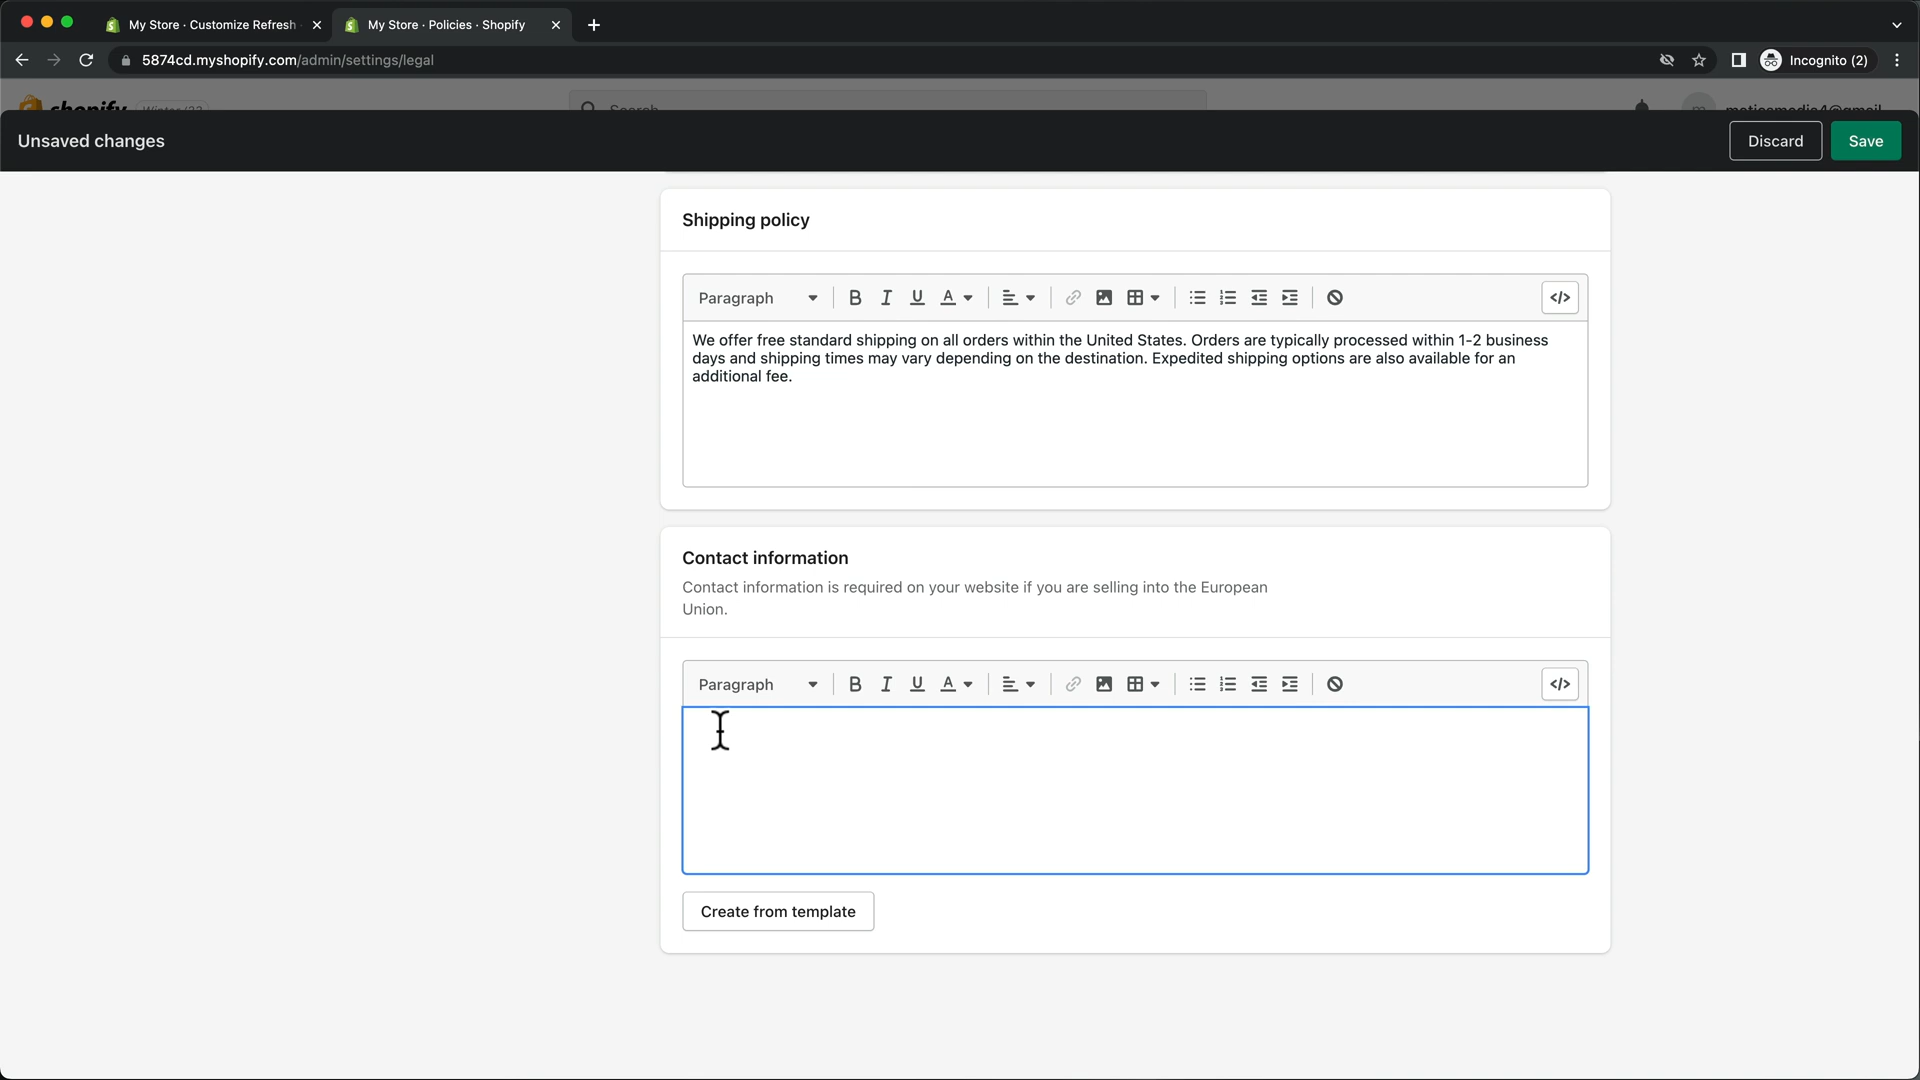 My Store · Customize Refresh
My Store · Policies · Shopify
5874cd.myshopify.com/admin/settings/legal
Incognito (2)
shopify
Search
Unsaved changes
Discard
Save
Shipping policy
Paragraph
We offer free standard shipping on all orders within the United States. Orders are typically processed within 1-2 business
days and shipping times may vary depending on the destination. Expedited shipping options are also available for an
additional fee.
Contact information
Contact information is required on your website if you are selling into the European
Union.
Paragraph
Create from template